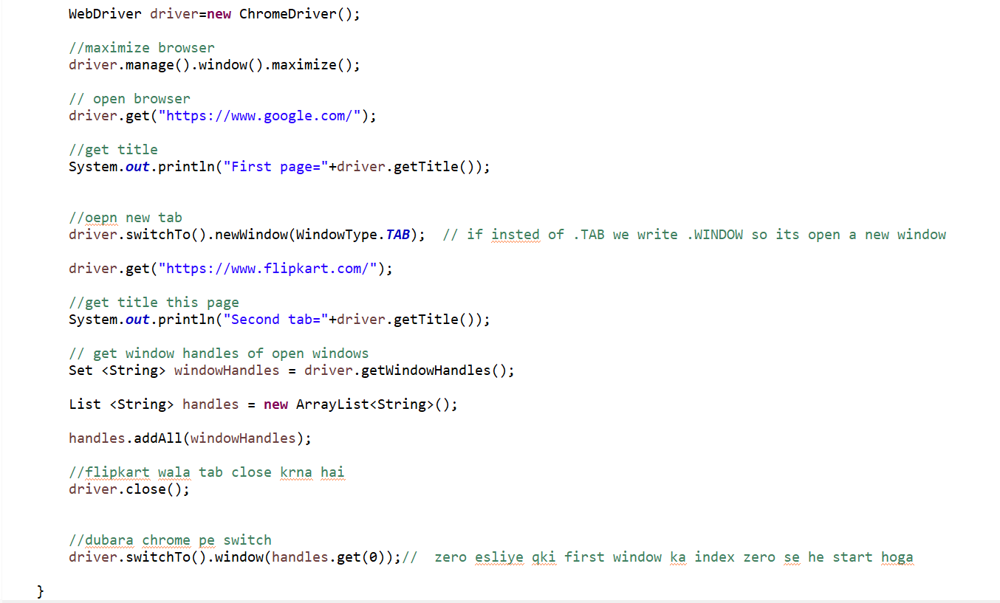 WebDriver driver=new ChromeDriver();
//maximize browser
driver.manage().window().maximize();
// open browser
driver.get("https://www.google.com/");
//get title
System.out.println("First page="+driver.getTitle());
//oepn new tab
driver.switchTo().newWindow(WindowType.TAB);  // if insted of .TAB we write .WINDOW so its open a new window
driver.get("https://www.flipkart.com/");
//get title this page
System.out.println("Second tab="+driver.getTitle());
// get window handles of open windows
Set <String> windowHandles = driver.getWindowHandles();
List <String> handles = new ArrayList<String>();
handles.addAll(windowHandles);
//flipkart wala tab close krna hai
driver.close();
//dubara chrome pe switch
driver.switchTo().window(handles.get(0));//  zero esliye qki first window ka index zero se he start hoga
}